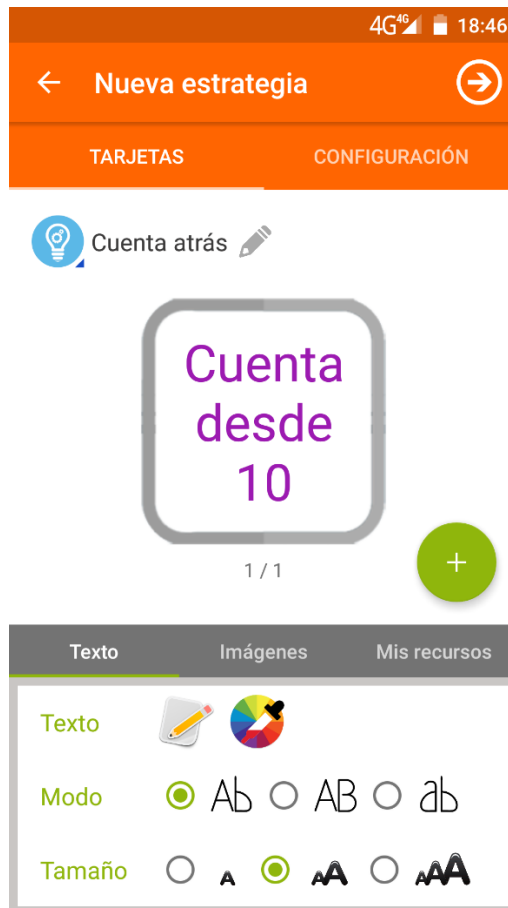 4G 4G 18:46
Nueva estrategia
TARJETAS CONFIGURACIÓN
Cuenta atrás
Cuenta
desde
10
1 / 1
+
Texto Imágenes Mis recursos
Texto
Modo Ab AB ab
Tamaño A AA AAA